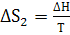 ΔS₂ = ΔH/T